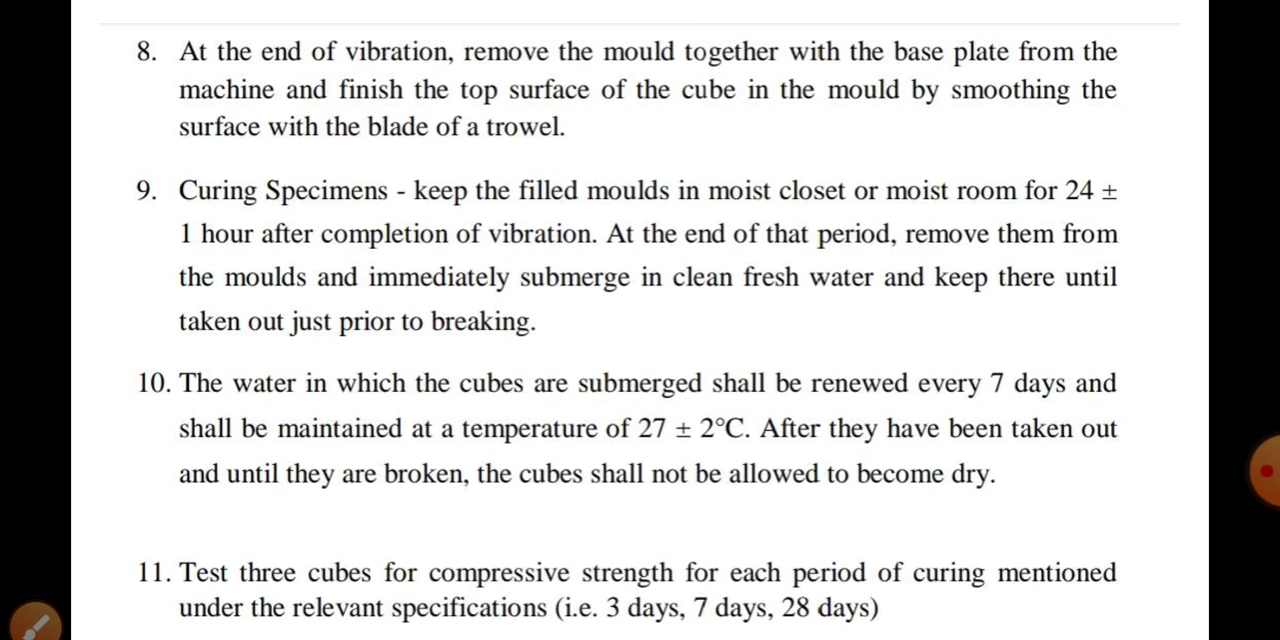 8. At the end of vibration, remove the mould together with the base plate from the
machine and finish the top surface of the cube in the mould by smoothing the
surface with the blade of a trowel.
9. Curing Specimens - keep the filled moulds in moist closet or moist room for 24 ±
1 hour after completion of vibration. At the end of that period, remove them from
the moulds and immediately submerge in clean fresh water and keep there until
taken out just prior to breaking.
10. The water in which the cubes are submerged shall be renewed every 7 days and
shall be maintained at a temperature of 27 ± 2°C. After they have been taken out
and until they are broken, the cubes shall not be allowed to become dry.
11. Test three cubes for compressive strength for each period of curing mentioned
under the relevant specifications (i.e. 3 days, 7 days, 28 days)